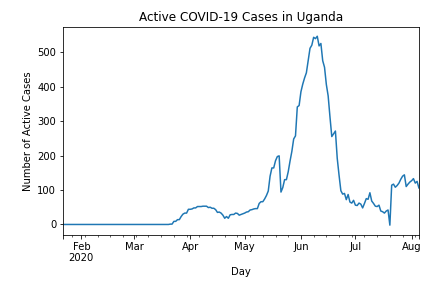 Active COVID-19 Cases in Uganda
Number of Active Cases
500
400
300
200
100
0
Feb Mar Apr May Jun Jul Aug
2020
Day